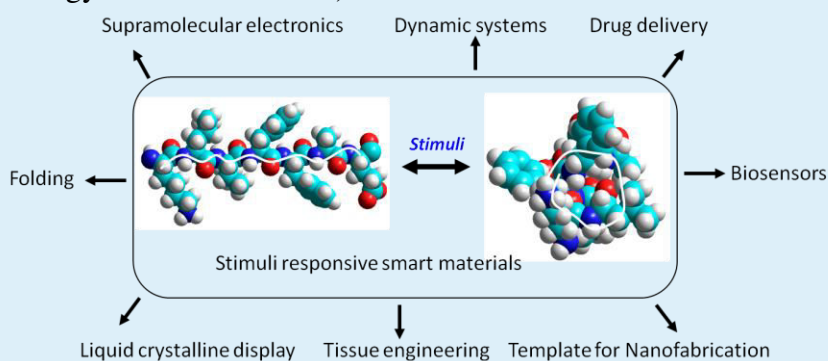 Supramolecular electronics
Dynamic systems
Drug delivery
Stimuli
Folding
Biosensors
Stimuli responsive smart materials
Liquid crystalline display
Tissue engineering
Template for Nanofabrication